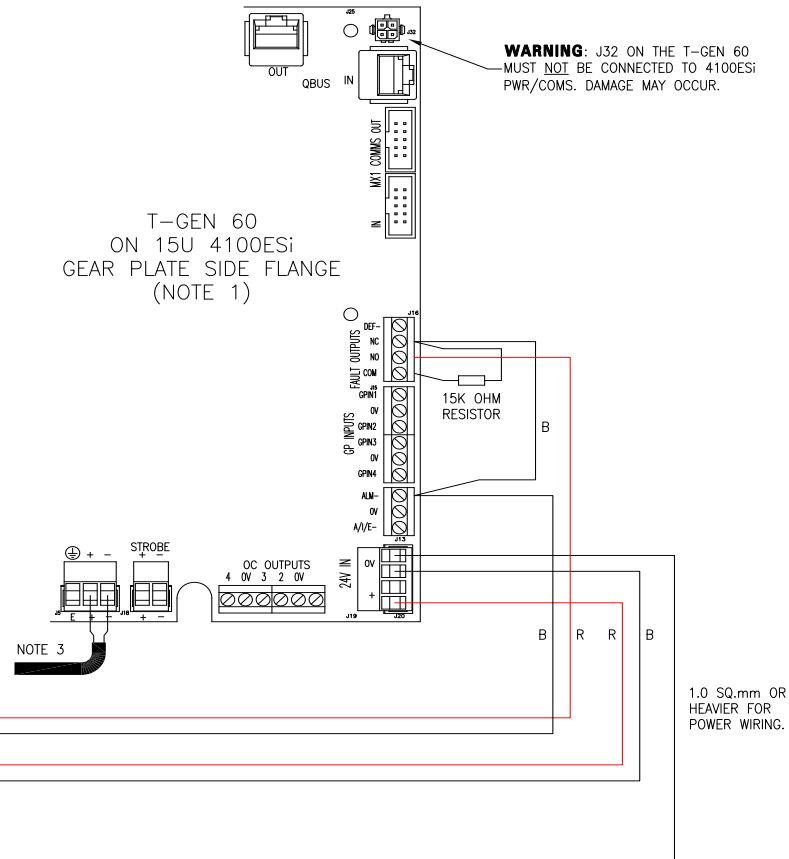 J25
J32
OUT
QBUS
IN
WARNING: J32 ON THE T-GEN 60
MUST NOT BE CONNECTED TO 4100ESi
PWR/COMS. DAMAGE MAY OCCUR.
MX1 COMMS OUT
IN
T-GEN 60
ON 15U 4100ESi
GEAR PLATE SIDE FLANGE
(NOTE 1)
J16
FAULT OUTPUTS
DEF-
NC
NO
COM
15K OHM
RESISTOR
J15
GP INPUTS
GPIN1
0V
GPIN2
GPIN3
0V
GPIN4
B
ALM-
0V
A/I/E-
J13
+ -
STROBE
+ -
OC OUTPUTS
4 0V 3 2 0V
24V IN
0V
+
J5
E + -
J18
+ -
J19
J20
NOTE 3
B R R B
1.0 SQ.mm OR
HEAVIER FOR
POWER WIRING.